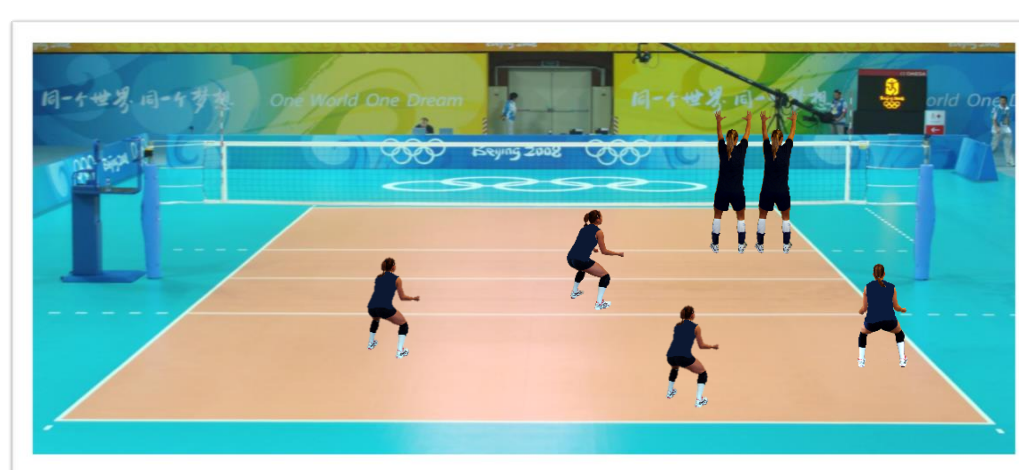 同一个世界 同一个梦想
One World One Dream
同一个世界 同一个梦想
orld One D
Beijing
Beijing 2008